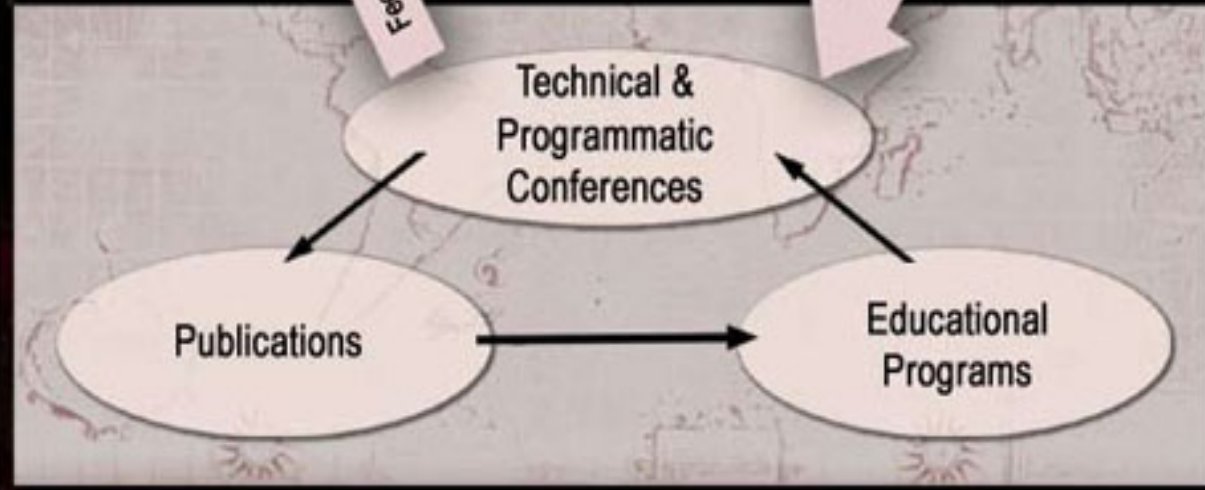 Technical &
Programmatic
Conferences
Publications
Educational
Programs